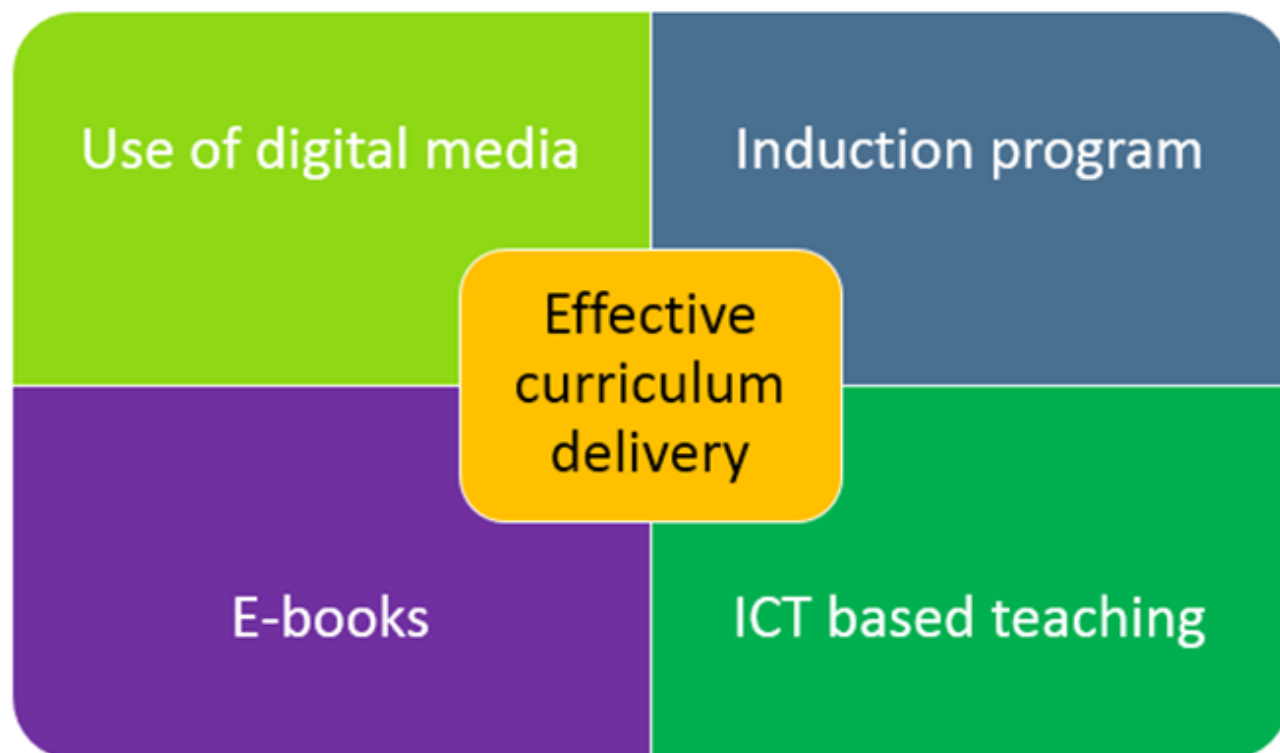 Use of digital media
Induction program
Effective
curriculum
delivery
E-books
ICT based teaching